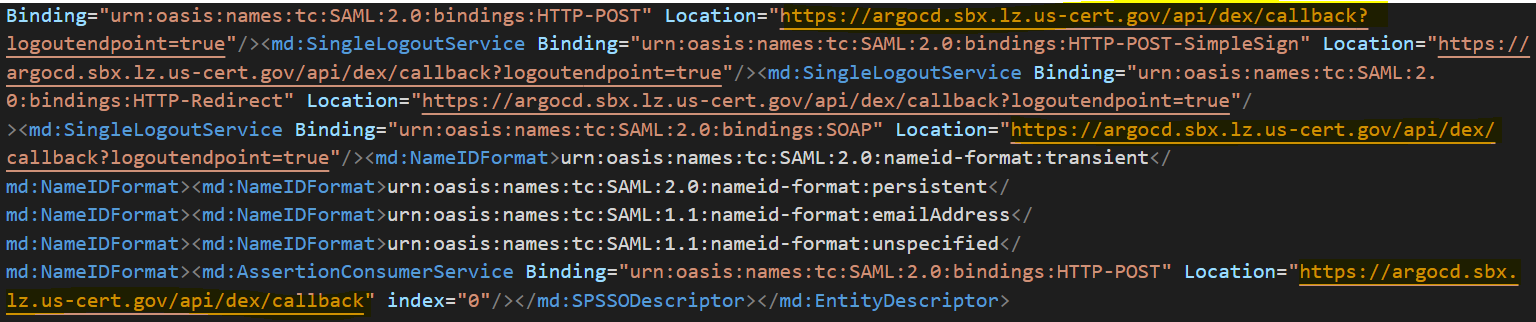 Binding="urn:oasis:names:tc:SAML:2.0:bindings:HTTP-POST" Location="https://argocd.sbx.lz.us-cert.gov/api/dex/callback?
logoutendpoint=true"/><md:SingleLogoutService Binding="urn:oasis:names:tc:SAML:2.0:bindings:HTTP-POST-SimpleSign" Location="https://
argocd.sbx.lz.us-cert.gov/api/dex/callback?logoutendpoint=true"/><md:SingleLogoutService Binding="urn:oasis:names:tc:SAML:2.
0:bindings:HTTP-Redirect" Location="https://argocd.sbx.lz.us-cert.gov/api/dex/callback?logoutendpoint=true"/
><md:SingleLogoutService Binding="urn:oasis:names:tc:SAML:2.0:bindings:SOAP" Location="https://argocd.sbx.lz.us-cert.gov/api/dex/
callback?logoutendpoint=true"/><md:NameIDFormat>urn:oasis:names:tc:SAML:2.0:nameid-format:transient</
md:NameIDFormat><md:NameIDFormat>urn:oasis:names:tc:SAML:2.0:nameid-format:persistent</
md:NameIDFormat><md:NameIDFormat>urn:oasis:names:tc:SAML:1.1:nameid-format:emailAddress</
md:NameIDFormat><md:NameIDFormat>urn:oasis:names:tc:SAML:1.1:nameid-format:unspecified</
md:NameIDFormat><md:AssertionConsumerService Binding="urn:oasis:names:tc:SAML:2.0:bindings:HTTP-POST" Location="https://argocd.sbx.
lz.us-cert.gov/api/dex/callback" index="0"/></md:SPSSODescriptor></md:EntityDescriptor>